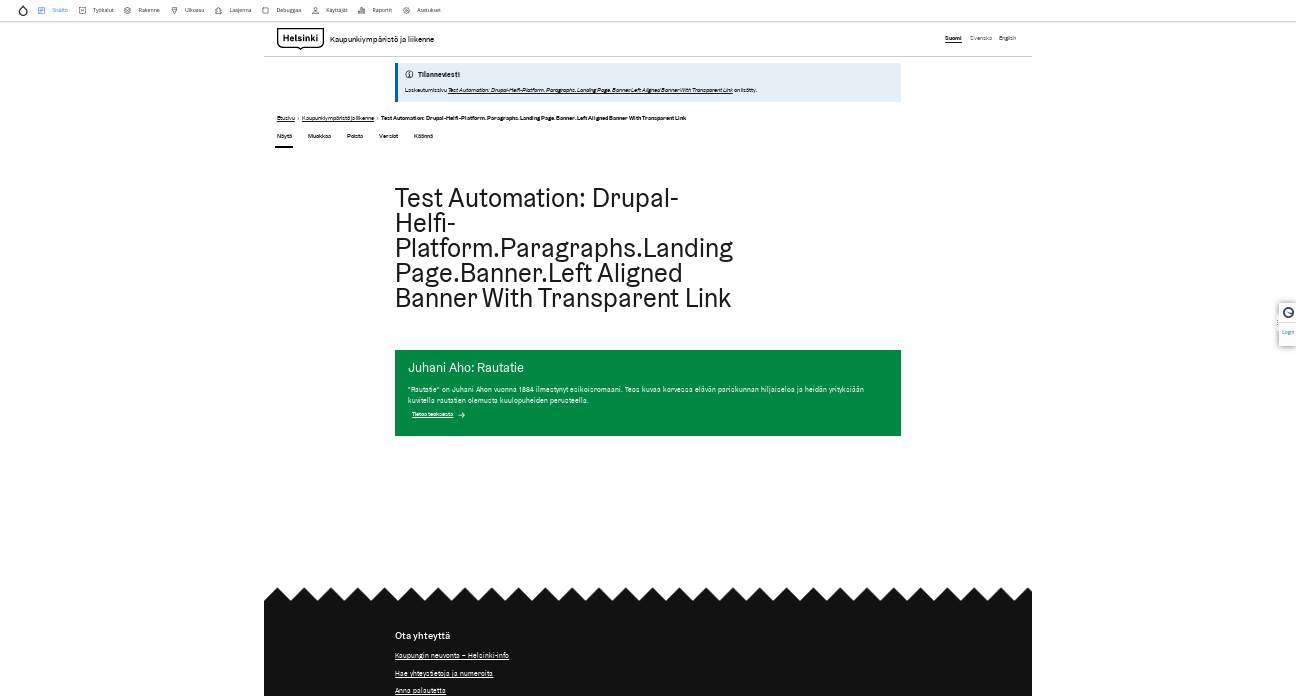 Sisältö Työkalut Rakenne Ulkoasu Laajenna Debuggaa Käyttäjät Raportit Asetukset
Helsinki Kaupunkiympäristö ja liikenne Suomi Svenska English
Tilanneviesti
Laskeutumissivu Test Automation: Drupal-Helfi-Platform.Paragraphs.Landing Page.Banner.Left Aligned Banner With Transparent Link on lisätty.
Etusivu › Kaupunkiympäristö ja liikenne › Test Automation: Drupal-Helfi-Platform.Paragraphs.Landing Page.Banner.Left Aligned Banner With Transparent Link
Näytä Muokkaa Poista Versiot Käännä
Test Automation: Drupal-
Helfi-
Platform.Paragraphs.Landing
Page.Banner.Left Aligned
Banner With Transparent Link
Login
Juhani Aho: Rautatie
"Rautatie" on Juhani Ahon vuonna 1884 ilmestynyt esikoisromaani. Teos kuvaa korvessa elävän pariskunnan hiljaiseloa ja heidän yrityksiään
kuvitella rautatien olemusta kuulopuheiden perusteella.
Tietoa teoksesta →
Ota yhteyttä
Kaupungin neuvonta – Helsinki-info
Hae yhteystietoja ja numeroita
Anna palautetta